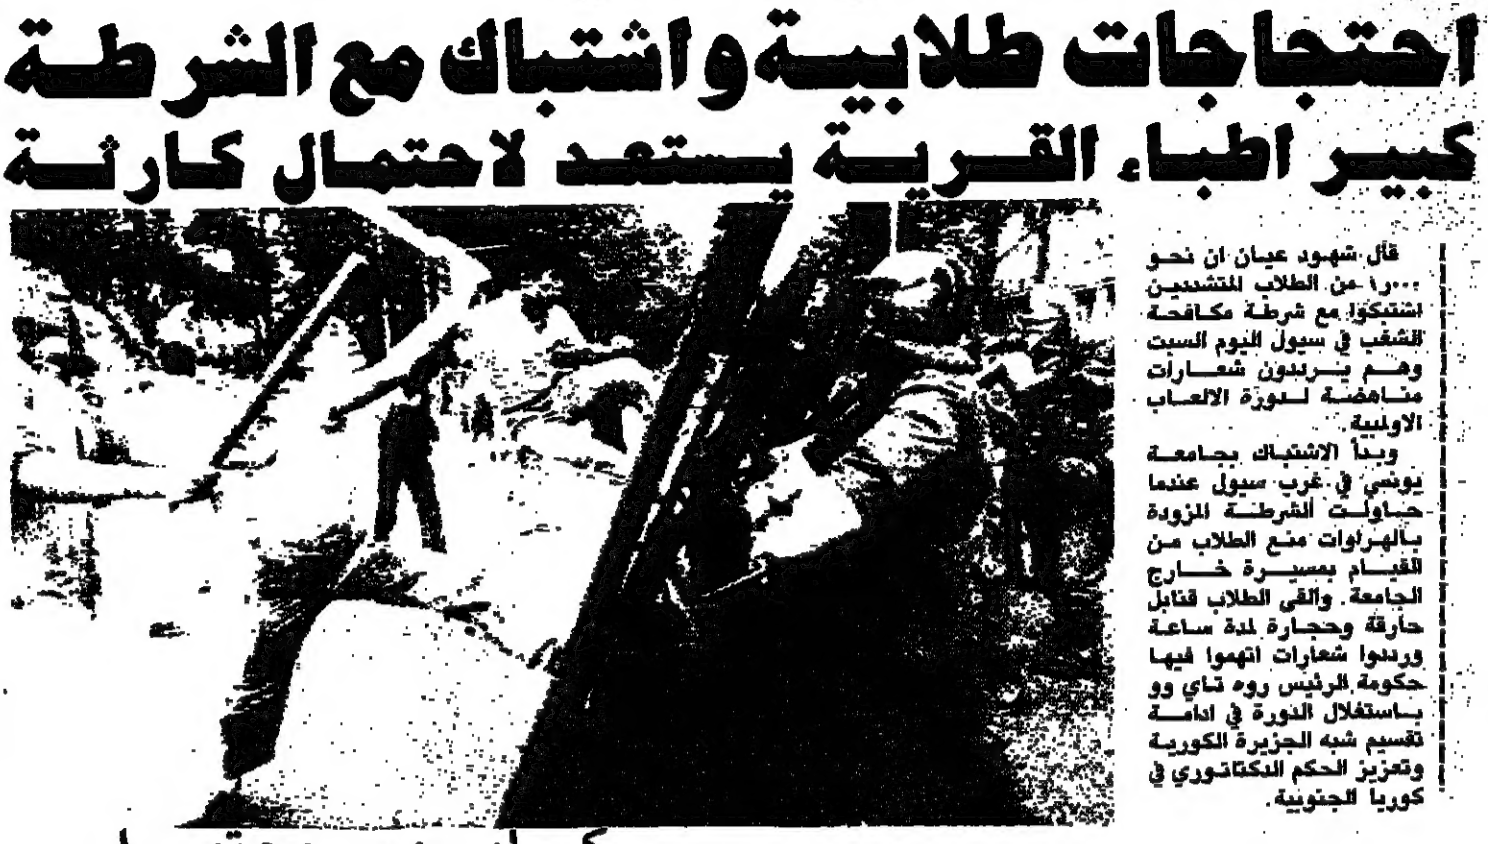 احتجاجات طلابية واشتباك مع الشرطة
كبير اطباء القرية يستعد لاحتمال كارثة
قال شهود عيان ان نحو
١٫٠٠٠ من الطلاب المتشددين
اشتبكوا مع شرطة مكافحة
الشغب في سيول اليوم السبت
وهم يرددون شعارات
مناهضة لدورة الالعاب
الاولمبية.
وبدأ الاشتباك بجامعة
يونسي في غرب سيول عندما
حاولت الشرطة المزودة
بالهراوات منع الطلاب من
القيام بمسيرة خارج
الجامعة. والقى الطلاب قنابل
حارقة وحجارة لمدة ساعة
ورددوا شعارات اتهموا فيها
حكومة الرئيس روه تاي وو
باستغلال الدورة في ادامة
تقسيم شبه الجزيرة الكورية
وتعزيز الحكم الدكتاتوري في
كوريا الجنوبية.